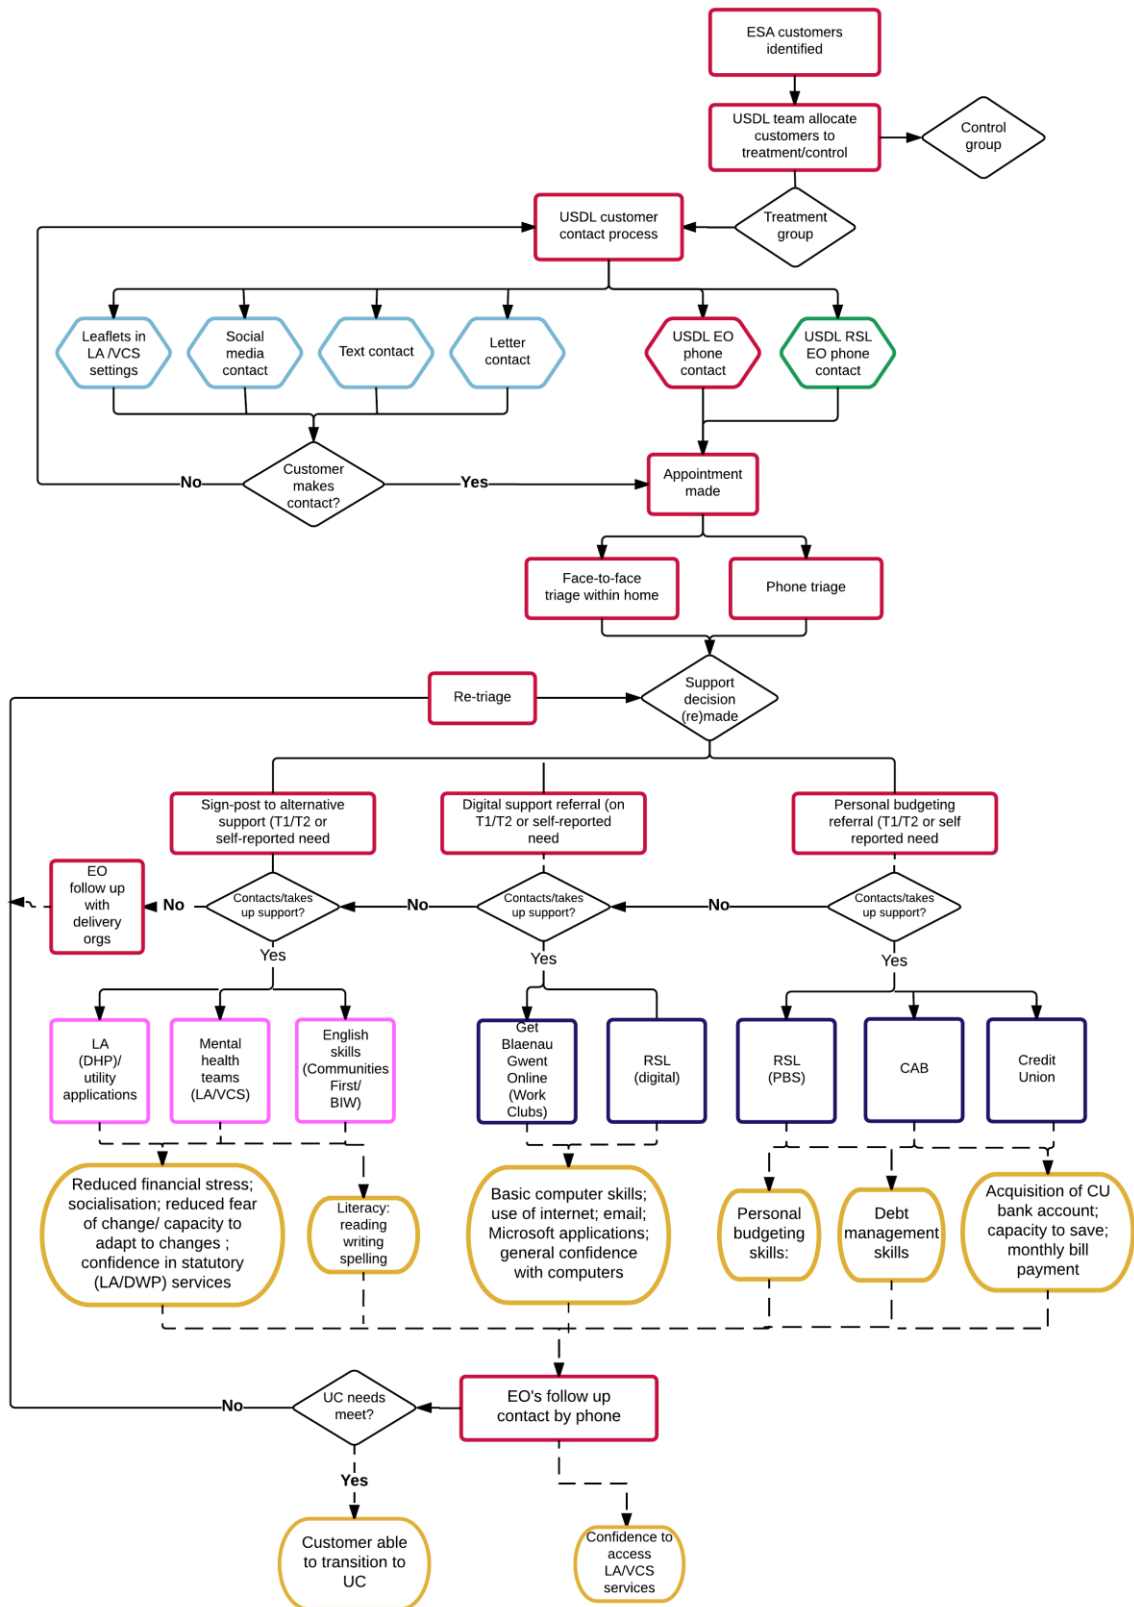 ESA customers
identified
USDL team allocate
customers to
treatment/control
Control
group
USDL customer
contact process
Treatment
group
Leaflets in
LA /VCS
settings
Social
media
contact
Text contact
Letter
contact
USDL EO
phone
contact
USDL RSL
EO phone
contact
No
Customer
makes
contact?
Yes
Appointment
made
Face-to-face
triage within home
Phone triage
Re-triage
Support
decision
(re)made
Sign-post to alternative
support (T1/T2 or
self-reported need
Digital support referral (on
T1/T2 or self-reported
need
Personal budgeting
referral (T1/T2 or self
reported need
EO
follow up
with
delivery
orgs
No
Contacts/takes
up support?
No
Contacts/takes
up support?
No
Contacts/takes
up support?
Yes
Yes
Yes
LA
(DHP)/
utility
applications
Mental
health
teams
(LA/VCS)
English
skills
(Communities
First/
BIW)
Get
Blaenau
Gwent
Online
(Work
Clubs)
RSL
(digital)
RSL
(PBS)
CAB
Credit
Union
Reduced financial stress;
socialisation; reduced fear
of change/ capacity to
adapt to changes ;
confidence in statutory
(LA/DWP) services
Literacy:
reading
writing
spelling
Basic computer skills;
use of internet; email;
Microsoft applications;
general confidence
with computers
Personal
budgeting
skills:
Debt
management
skills
Acquisition of CU
bank account;
capacity to save;
monthly bill
payment
No
UC needs
meet?
EO's follow up
contact by phone
Yes
Customer able
to transition to
UC
Confidence to
access
LA/VCS
services